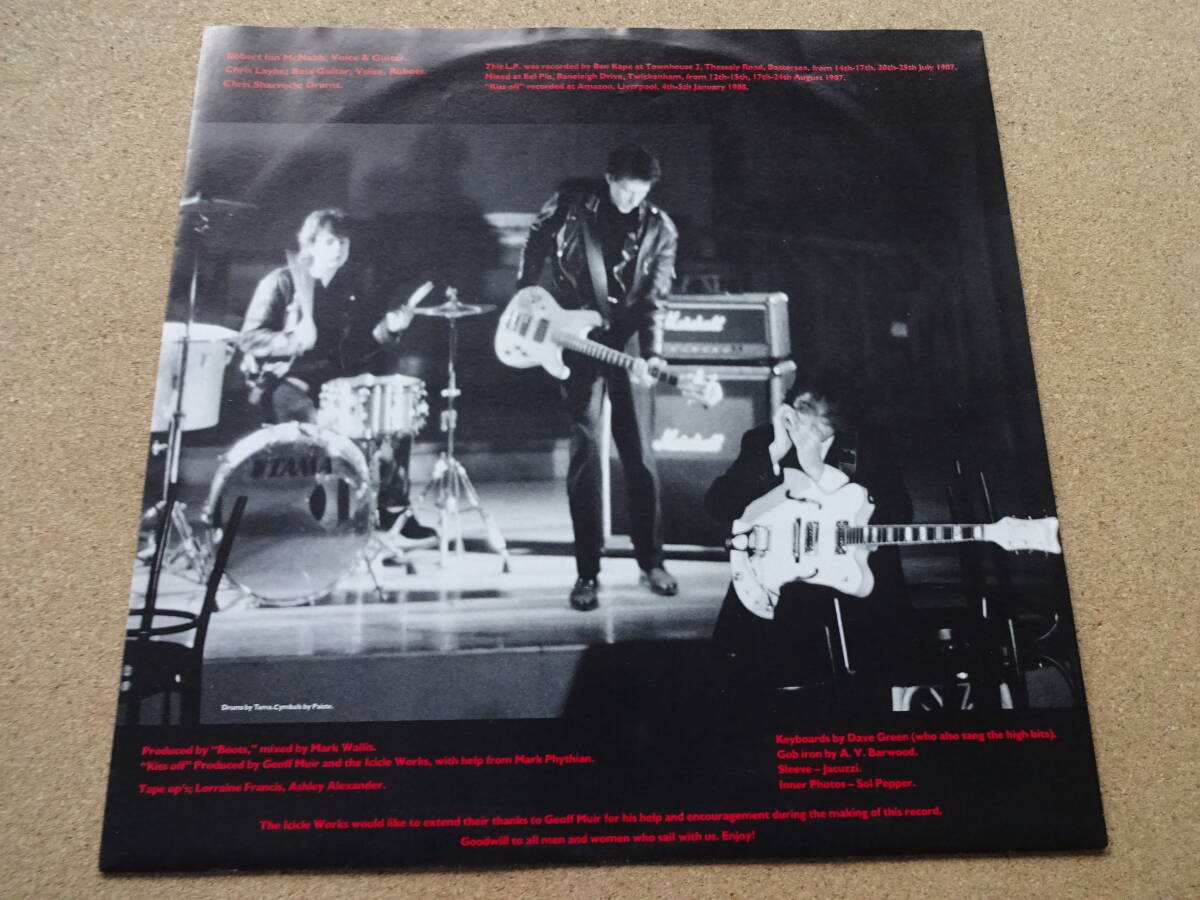 Robert Ian McNabb; Voice & Guitar.
Chris Layhe; Bass Guitar, Voice, Robots.
Chris Sharrock; Drums.
This L.P. was recorded by Ben Kape at Townhouse 3, Thessaly Road, Battersea, from 14th-17th, 20th-25th July 1987.
Mixed at Eel Pie, Raneleigh Drive, Twickenham, from 12th-15th, 17th-24th August 1987.
"Kiss off" recorded at Amazon, Liverpool, 4th-5th January 1988.
Marshall
Marshall
TAMA
Drums by Tama. Cymbals by Paiste.
Produced by "Boots," mixed by Mark Wallis.
"Kiss off" Produced by Geoff Muir and the Icicle Works, with help from Mark Phythian.
Tape op's; Lorraine Francis, Ashley Alexander.
Keyboards by Dave Green (who also sang the high bits).
Gob iron by A. V. Barwood.
Sleeve – Jacuzzi.
Inner Photos – Sol Pepper.
The Icicle Works would like to extend their thanks to Geoff Muir for his help and encouragement during the making of this record.
Goodwill to all men and women who sail with us. Enjoy!